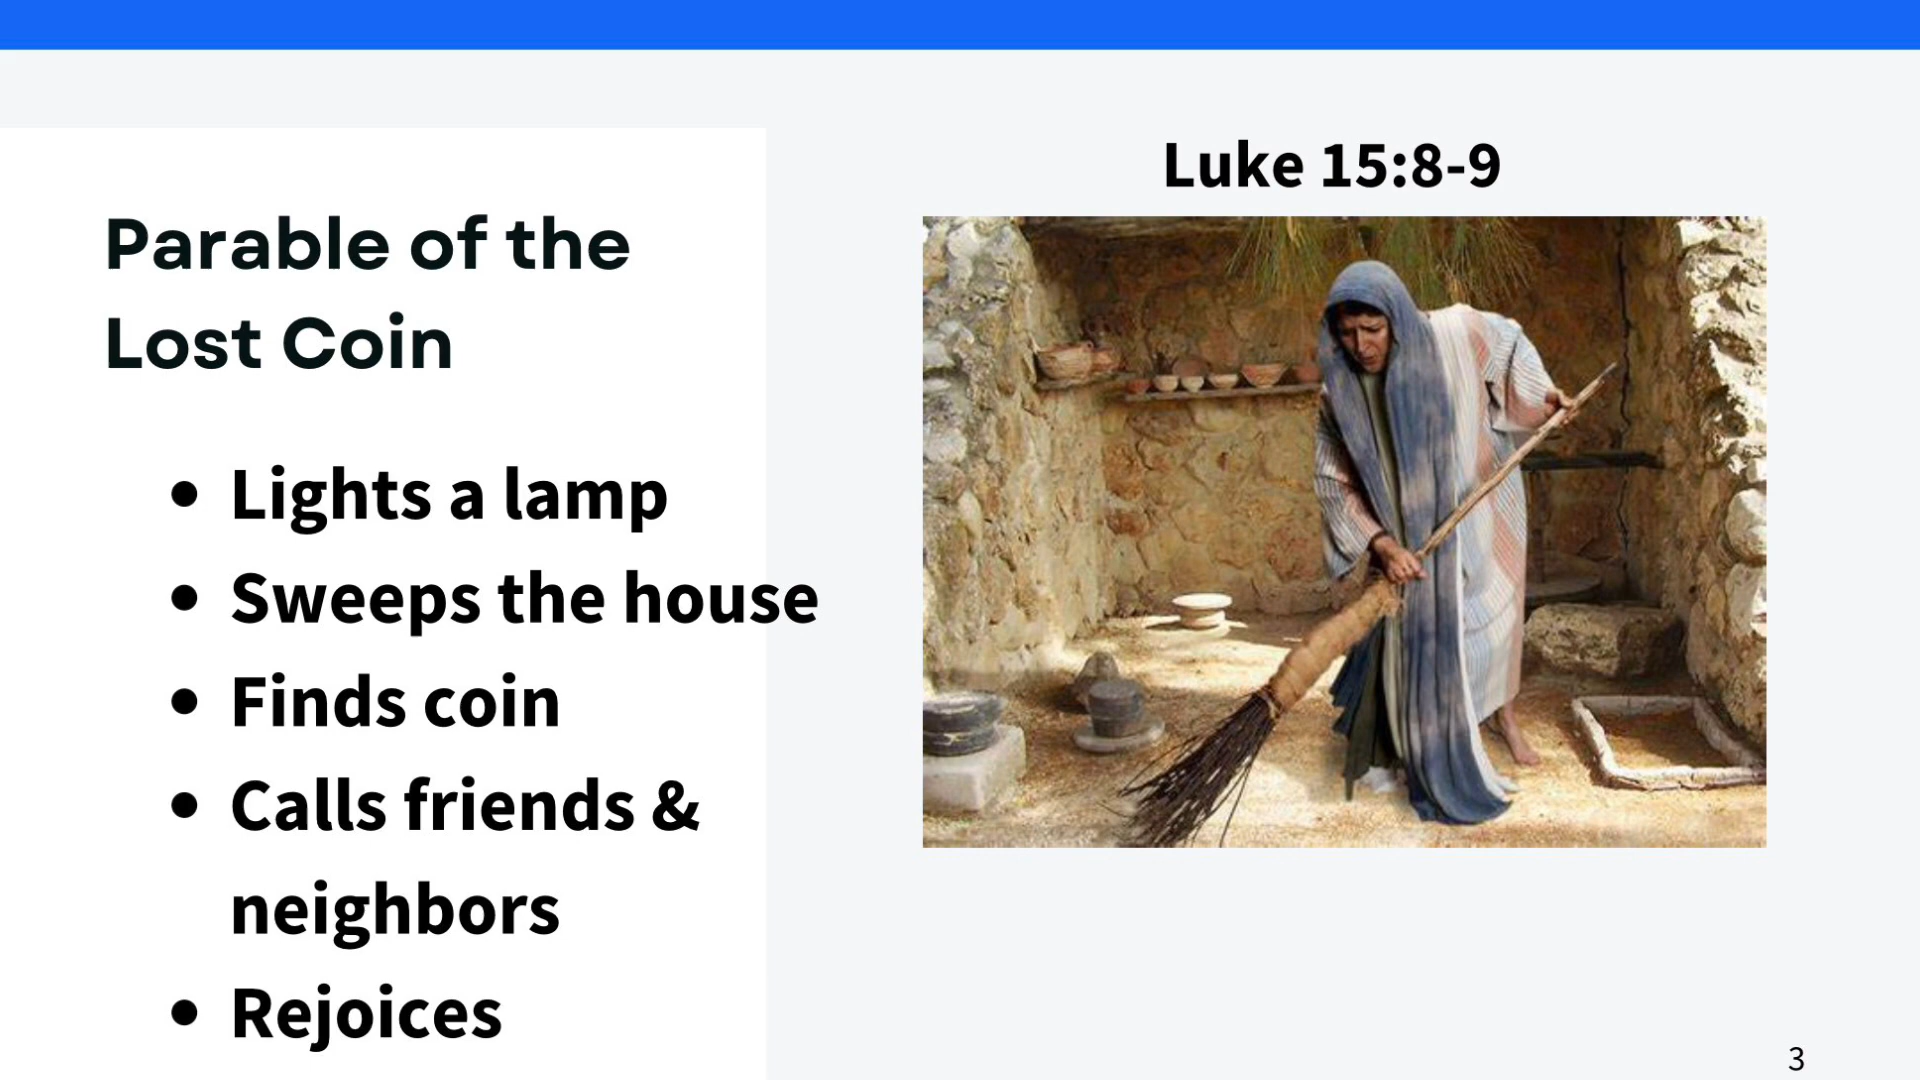 Parable of the
Lost Coin
• Lights a lamp
• Sweeps the house
• Finds coin
• Calls friends &
neighbors
• Rejoices
Luke 15:8-9
3